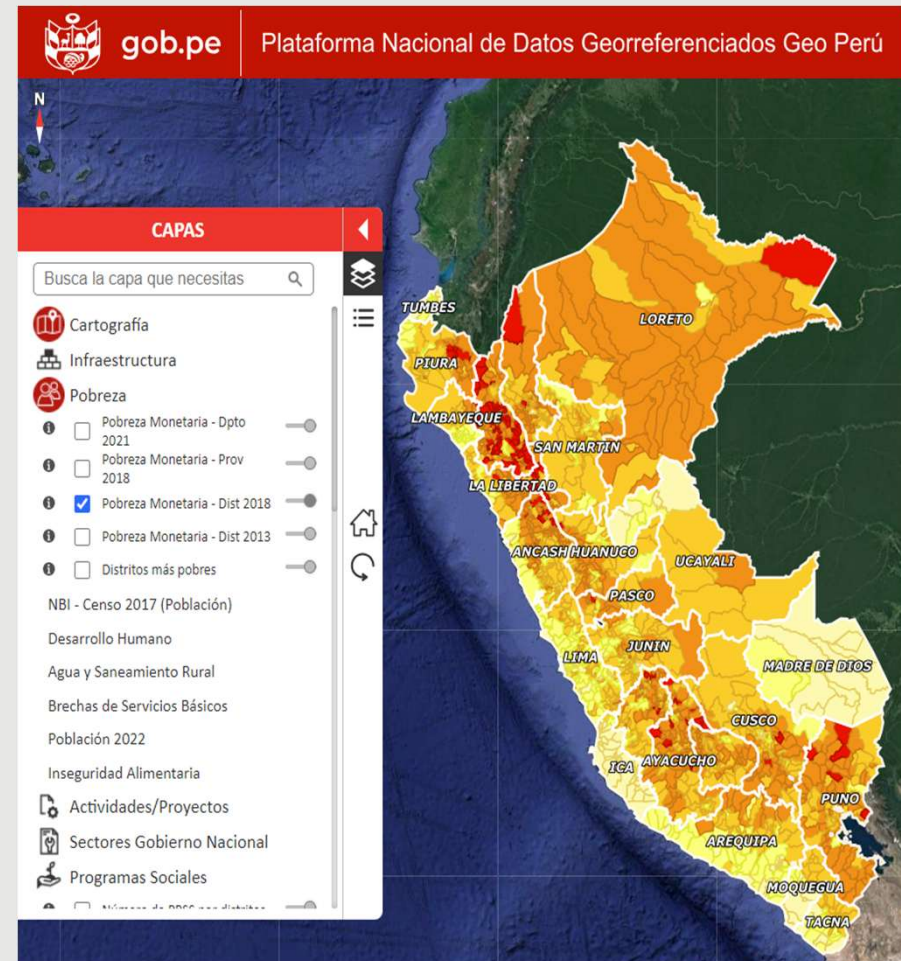 gob.pe
Plataforma Nacional de Datos Georreferenciados Geo Perú
N
CAPAS
Busca la capa que necesitas
Cartografía
Infraestructura
Pobreza
Pobreza Monetaria - Dpto
2021
Pobreza Monetaria - Prov
2018
Pobreza Monetaria - Dist 2018
Pobreza Monetaria - Dist 2013
Distritos más pobres
NBI - Censo 2017 (Población)
Desarrollo Humano
Agua y Saneamiento Rural
Brechas de Servicios Básicos
Población 2022
Inseguridad Alimentaria
Actividades/Proyectos
Sectores Gobierno Nacional
Programas Sociales
TUMBES
LORETO
PIURA
LAMBAYEQUE
SAN MARTIN
LA LIBERTAD
ANCASH
HUANUCO
UCAYALI
PASCO
LIMA
JUNIN
MADRE DE DIOS
CUSCO
ICA
AYACUCHO
PUNO
AREQUIPA
MOQUEGUA
TACNA